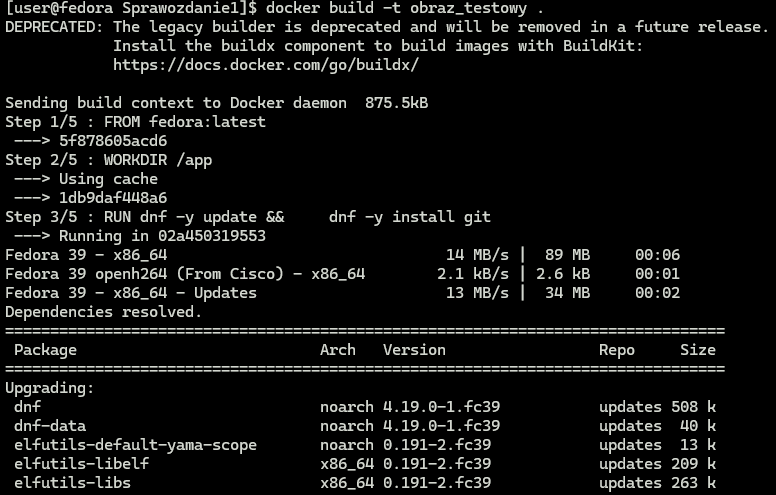 [user@fedora Sprawozdanie1]$ docker build -t obraz_testowy .
DEPRECATED: The legacy builder is deprecated and will be removed in a future release.
            Install the buildx component to build images with BuildKit:
            https://docs.docker.com/go/buildx/

Sending build context to Docker daemon  875.5kB
Step 1/5 : FROM fedora:latest
 ---> 5f878605acd6
Step 2/5 : WORKDIR /app
 ---> Using cache
 ---> 1db9daf448a6
Step 3/5 : RUN dnf -y update &&     dnf -y install git
 ---> Running in 02a450319553
Fedora 39 - x86_64                               14 MB/s |  89 MB     00:06
Fedora 39 openh264 (From Cisco) - x86_64        2.1 kB/s | 2.6 kB     00:01
Fedora 39 - x86_64 - Updates                     13 MB/s |  34 MB     00:02
Dependencies resolved.
================================================================================
 Package                           Arch   Version                 Repo     Size
================================================================================
Upgrading:
 dnf                               noarch 4.19.0-1.fc39           updates 508 k
 dnf-data                          noarch 4.19.0-1.fc39           updates  40 k
 elfutils-default-yama-scope       noarch 0.191-2.fc39            updates  13 k
 elfutils-libelf                   x86_64 0.191-2.fc39            updates 209 k
 elfutils-libs                     x86_64 0.191-2.fc39            updates 263 k